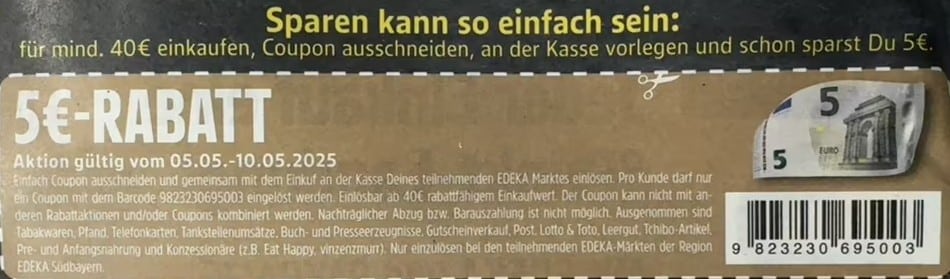 Sparen kann so einfach sein:
für mind. 40€ einkaufen, Coupon ausschneiden, an der Kasse vorlegen und schon sparst Du 5€.
5€-RABATT
Aktion gültig vom 05.05.-10.05.2025
Einfach Coupon ausschneiden und gemeinsam mit dem Einkuf an der Kasse Deines teilnehmenden EDEKA Marktes einlösen. Pro Kunde darf nur
ein Coupon mit dem Barcode 9823230695003 eingelöst werden. Einlösbar ab 40€ rabattfähigem Einkaufwert. Der Coupon kann nicht mit an-
deren Rabattaktionen und/oder Coupons kombiniert werden. Nachträglicher Abzug bzw. Barauszahlung ist nicht möglich. Ausgenommen sind
Tabakwaren, Pfand, Telefonkarten, Tankstellenumsätze, Buch- und Presseerzeugnisse, Gutscheinverkauf, Post, Lotto & Toto, Leergut, Tchibo-Artikel,
Pre- und Anfangsnahrung und Konzessionäre (z.B. Eat Happy, vinzenzmurr). Nur einzulösen bei den teilnehmenden EDEKA-Märkten der Region
EDEKA Südbayern.
5
EURO
5
9 823230 695003